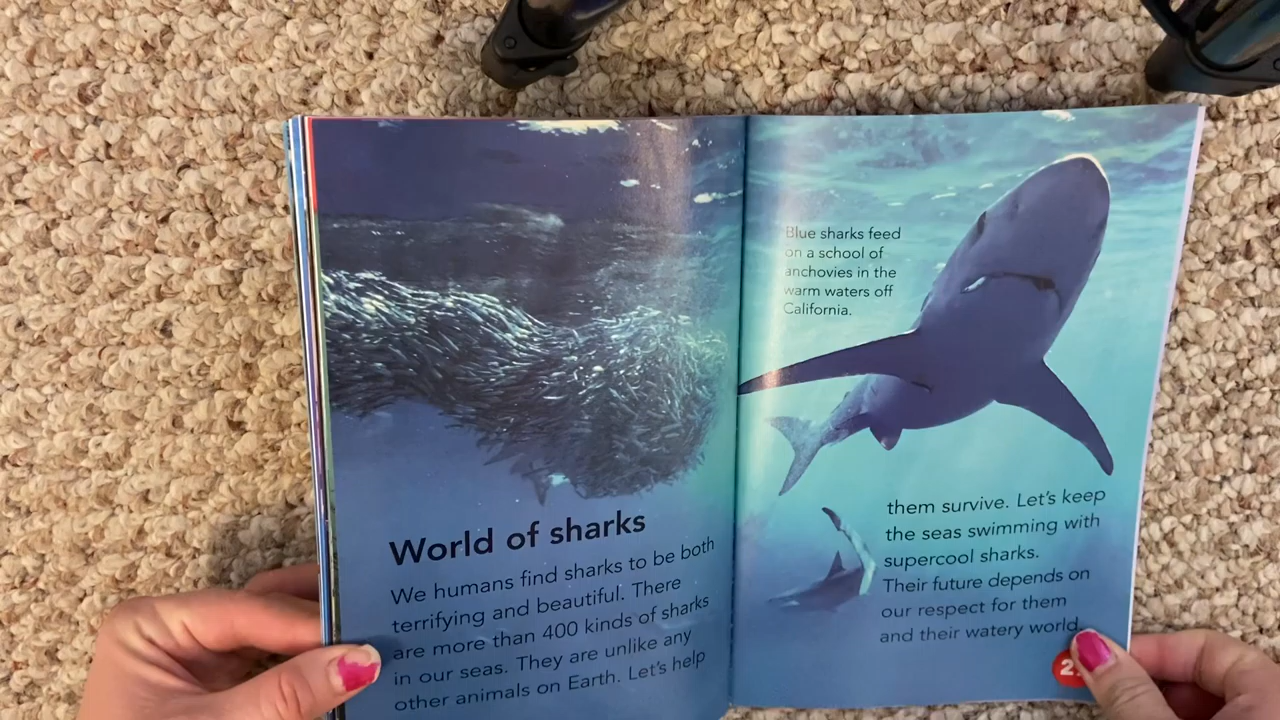 World of sharks
We humans find sharks to be both
terrifying and beautiful. There
are more than 400 kinds of sharks
in our seas. They are unlike any
other animals on Earth. Let's help
Blue sharks feed
on a school of
anchovies in the
warm waters off
California.
them survive. Let's keep
the seas swimming with
supercool sharks.
Their future depends on
our respect for them
and their watery world.